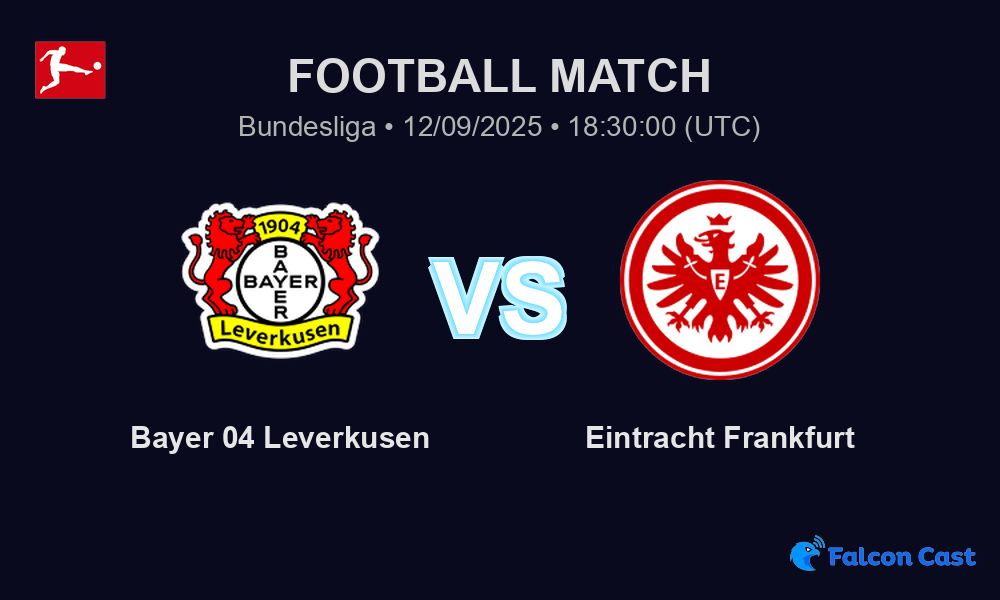 FOOTBALL MATCH
Bundesliga • 12/09/2025 • 18:30:00 (UTC)
1904
BAYER
BAYER
Leverkusen
VS
E
Bayer 04 Leverkusen
Eintracht Frankfurt
Falcon Cast